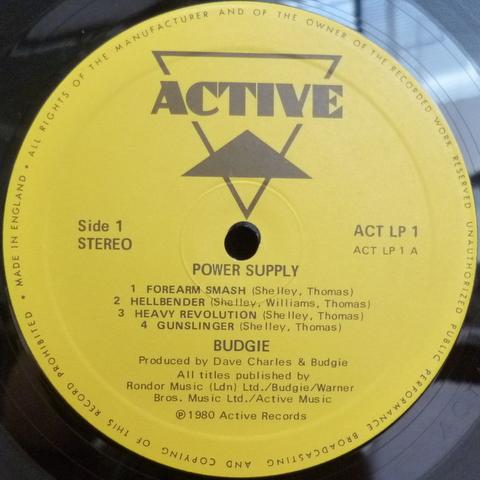 ALL RIGHTS OF THE MANUFACTURER AND OF THE OWNER OF THE RECORDED WORK RESERVED UNAUTHORIZED PUBLIC PERFORMANCE BROADCASTING AND COPYING OF THIS RECORD PROHIBITED • MADE IN ENGLAND •
ACTIVE
Side 1
STEREO
ACT LP 1
ACT LP 1 A
POWER SUPPLY
1 FOREARM SMASH (Shelley, Thomas)
2 HELLBENDER (Shelley, Williams, Thomas)
3 HEAVY REVOLUTION (Shelley, Thomas)
4 GUNSLINGER (Shelley, Thomas)
BUDGIE
Produced by Dave Charles & Budgie
All titles published by
Rondor Music (Ldn) Ltd./Budgie/Warner
Bros. Music Ltd./Active Music
℗ 1980 Active Records